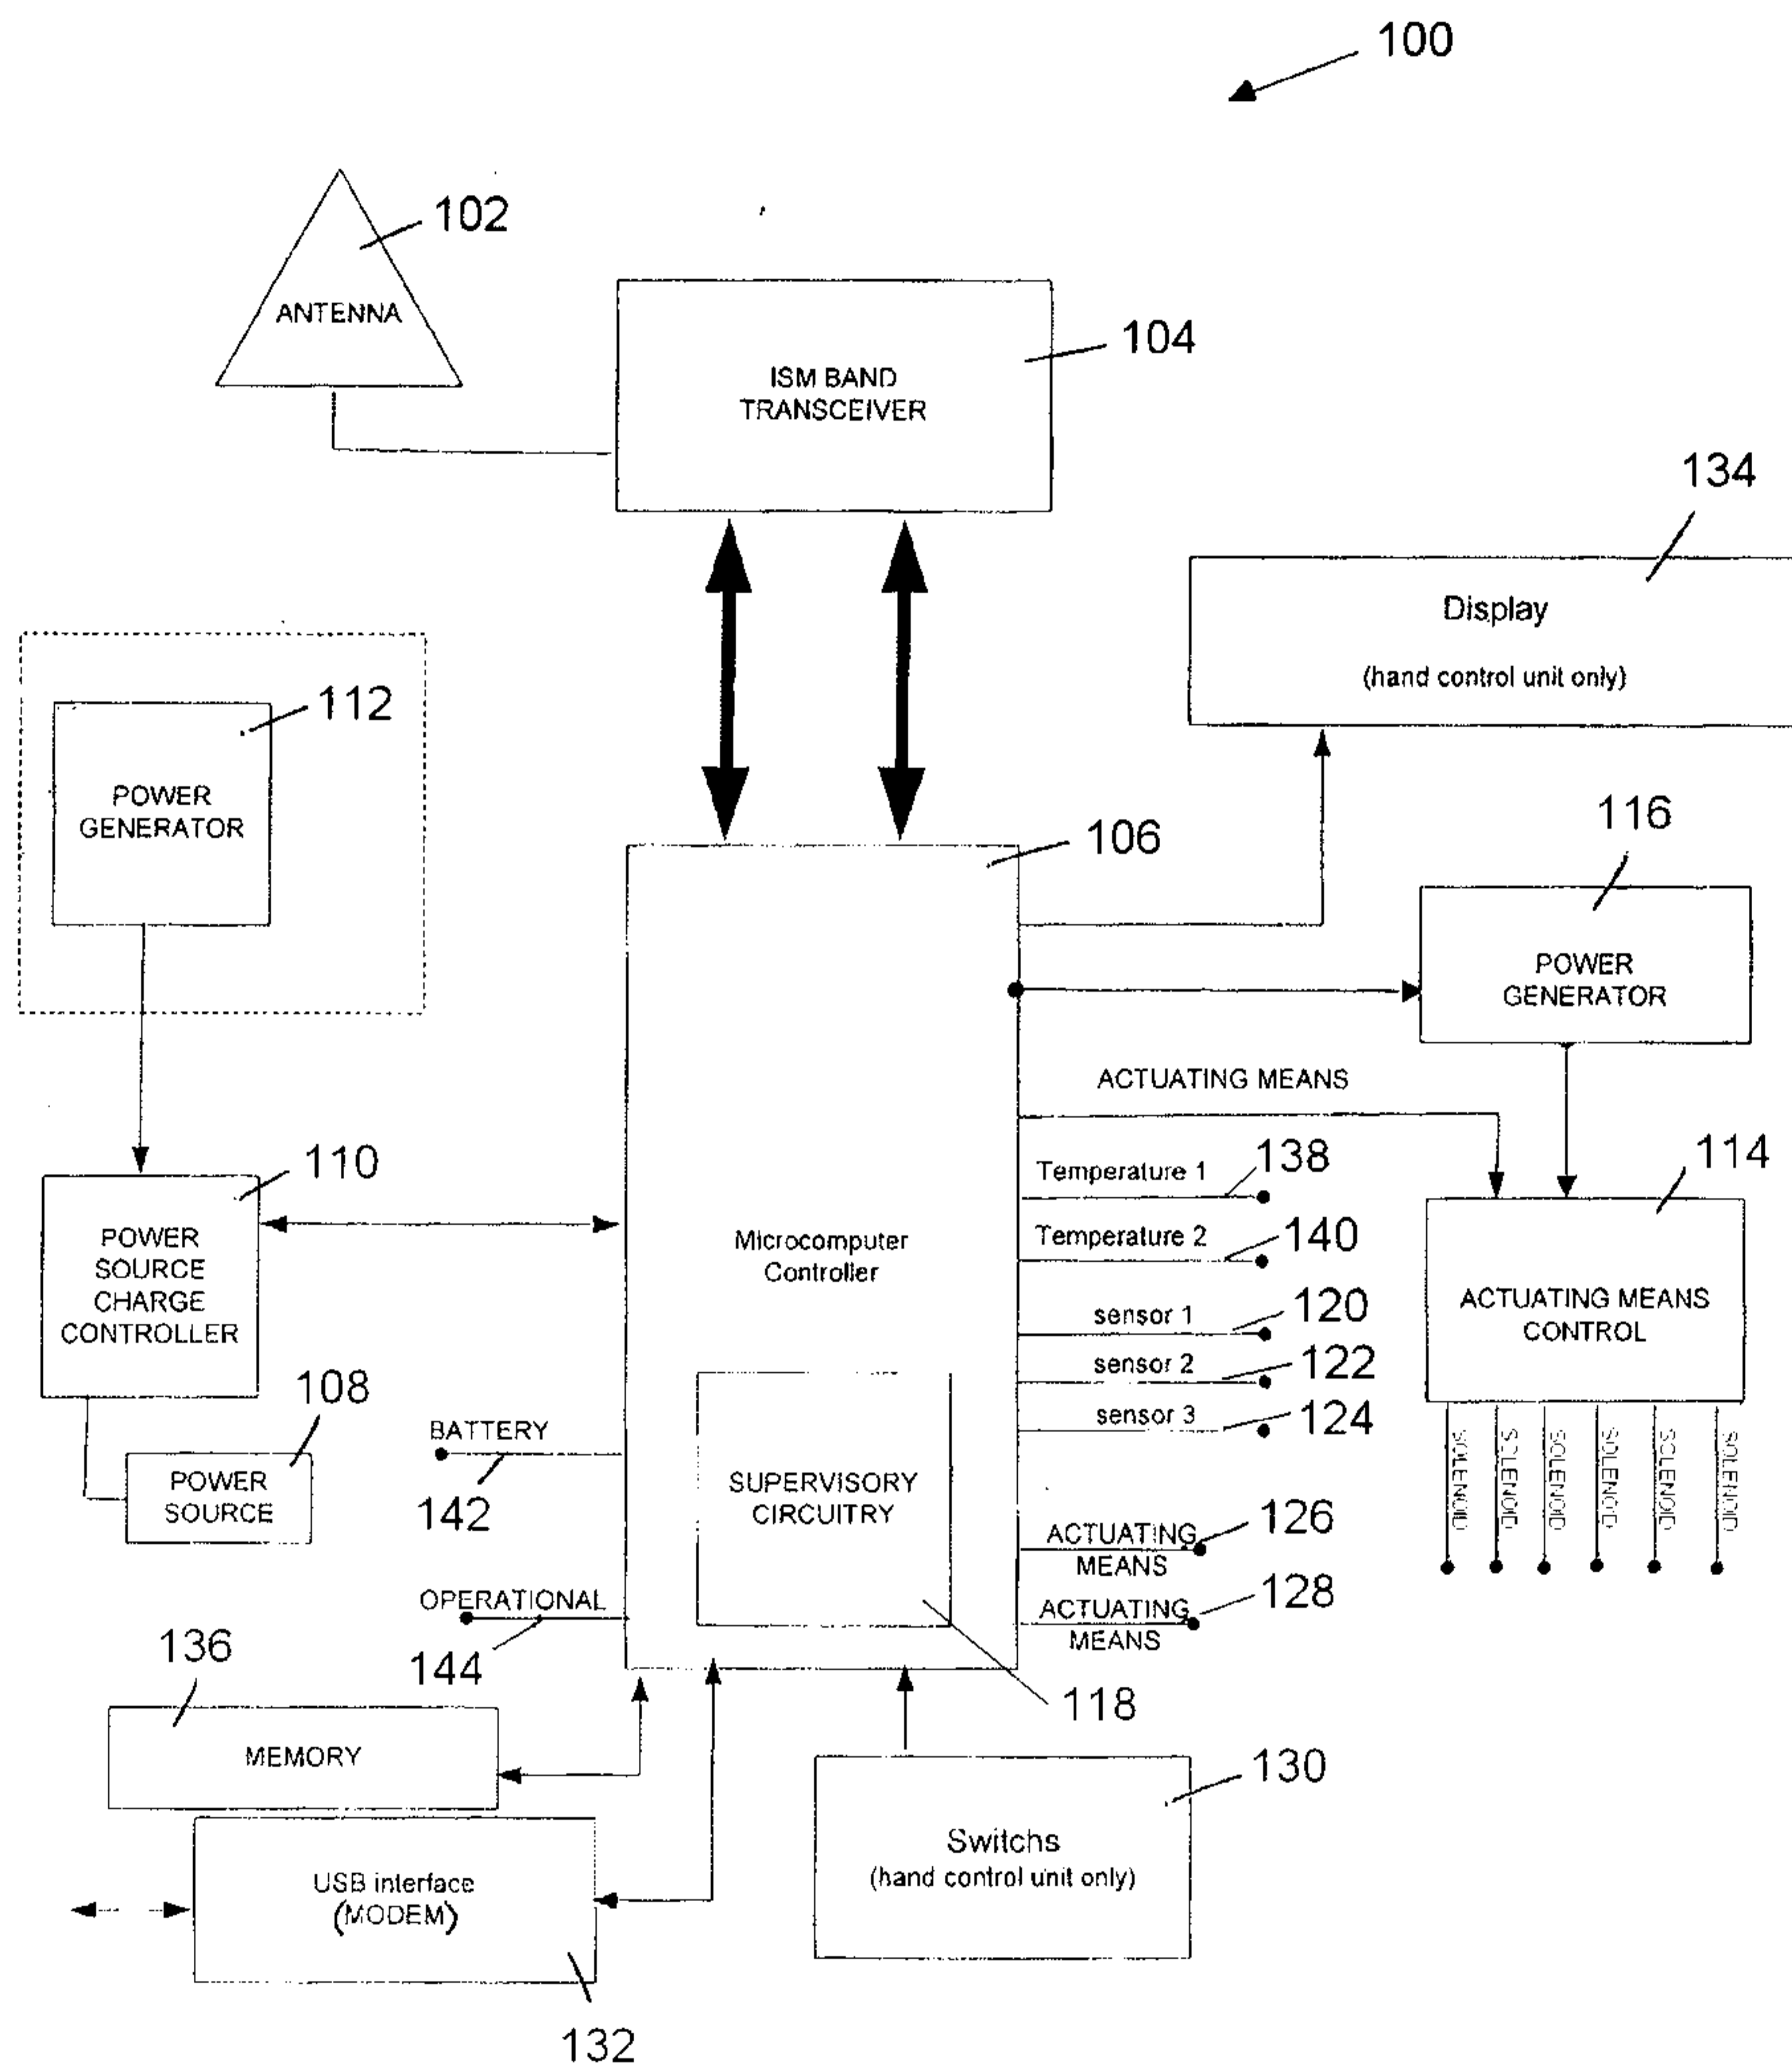 100
102
ANTENNA
104
ISM BAND
TRANSCEIVER
134
Display
(hand control unit only)
112
POWER
GENERATOR
106
116
POWER
GENERATOR
ACTUATING MEANS
110
POWER
SOURCE
CHARGE
CONTROLLER
Microcomputer
Controller
Temperature 1
138
Temperature 2
140
sensor 1
120
sensor 2
122
sensor 3
124
114
ACTUATING MEANS
CONTROL
SOLENOID
SOLENOID
SOLENOID
SOLENOID
SOLENOID
SOLENOID
108
POWER
SOURCE
BATTERY
142
SUPERVISORY
CIRCUITRY
ACTUATING
MEANS
126
ACTUATING
MEANS
128
OPERATIONAL
144
118
136
MEMORY
130
Switchs
(hand control unit only)
USB interface
(MODEM)
132